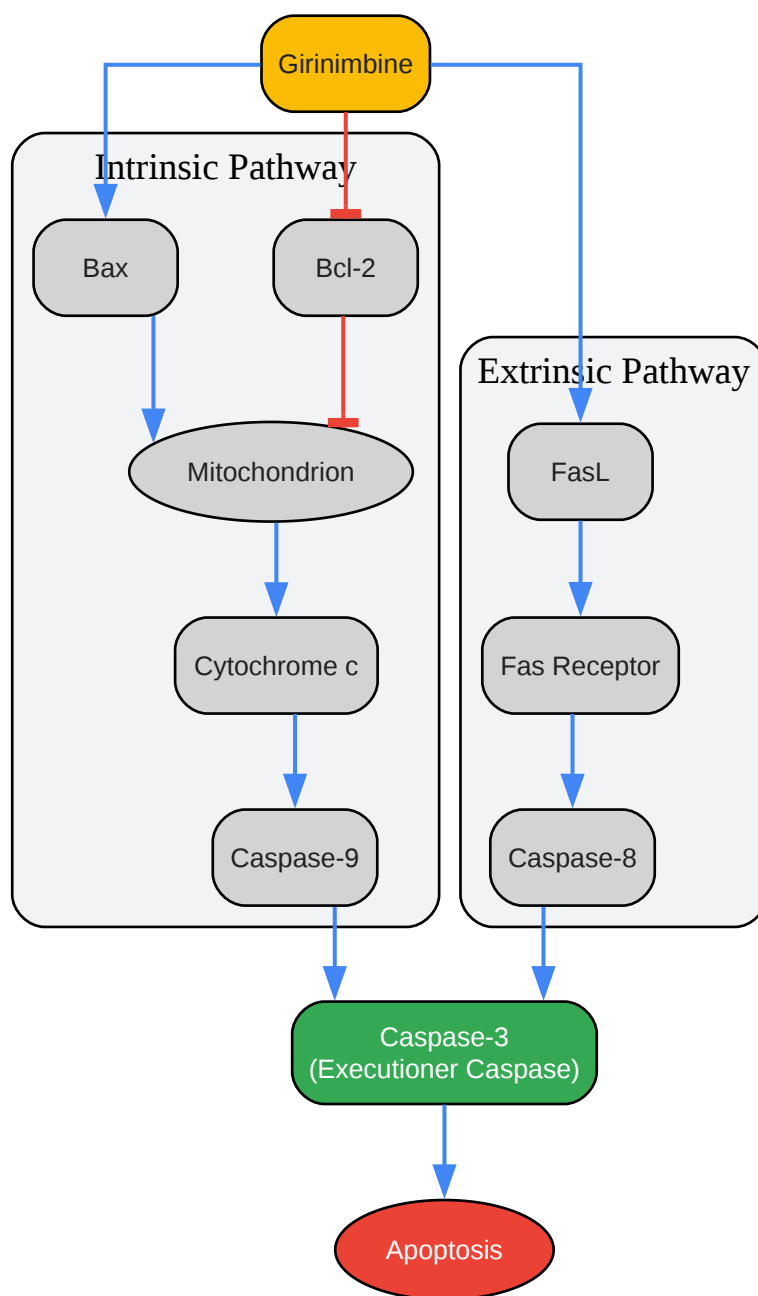 Girinimbine
Intrinsic Pathway
Bax
Bcl-2
Extrinsic Pathway
Mitochondrion
FasL
Cytochrome c
Fas Receptor
Caspase-9
Caspase-8
Caspase-3
(Executioner Caspase)
Apoptosis